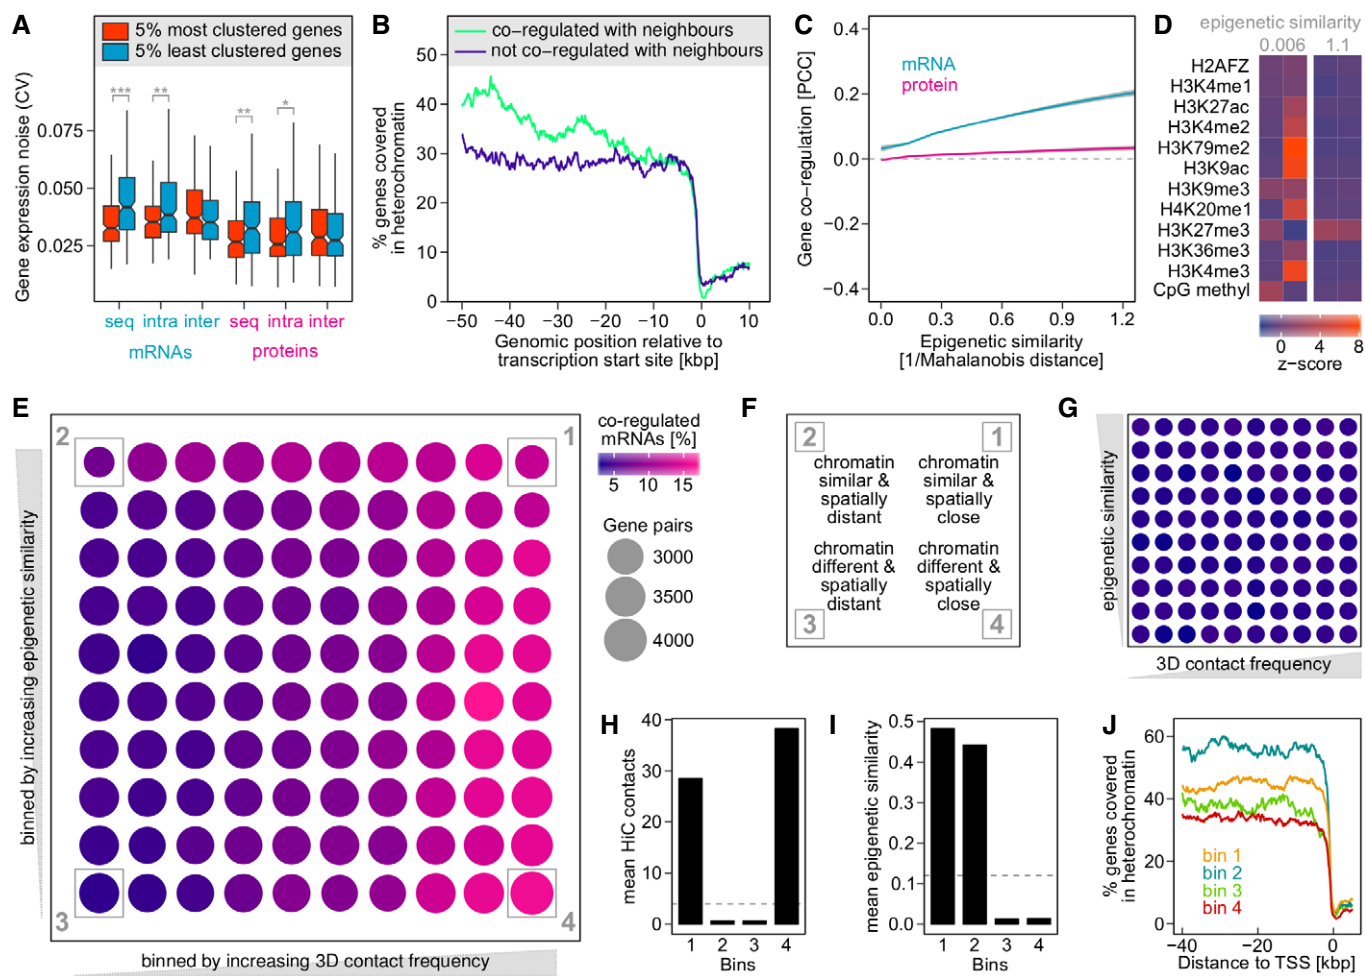 A
5% most clustered genes
5% least clustered genes
Gene expression noise (CV)
0.075
0.050
0.025
***
**
**
*
seq intra inter seq intra inter
mRNAs
proteins
B
co-regulated with neighbours
not co-regulated with neighbours
% genes covered
in heterochromatin
50
40
30
20
10
0
−50 −40 −30 −20 −10 0 10
Genomic position relative to
transcription start site [kbp]
C
mRNA
protein
Gene co-regulation [PCC]
0.4
0.2
0.0
−0.2
−0.4
0.0 0.3 0.6 0.9 1.2
Epigenetic similarity
[1/Mahalanobis distance]
D
epigenetic similarity
0.006 1.1
H2AFZ
H3K4me1
H3K27ac
H3K4me2
H3K79me2
H3K9ac
H3K9me3
H4K20me1
H3K27me3
H3K36me3
H3K4me3
CpG methyl
0 4 8
z−score
E
2
1
3
4
binned by increasing epigenetic similarity
binned by increasing 3D contact frequency
co-regulated
mRNAs [%]
5 10 15
Gene pairs
3000
3500
4000
F
2
1
chromatin
similar &
spatially
distant
chromatin
similar &
spatially
close
chromatin
different &
spatially
distant
chromatin
different &
spatially
close
3
4
G
epigenetic similarity
3D contact frequency
H
mean HiC contacts
40
30
20
10
0
1 2 3 4
Bins
I
mean epigenetic similarity
0.5
0.4
0.3
0.2
0.1
0.0
1 2 3 4
Bins
J
% genes covered
in heterochromatin
60
40
20
0
bin 1
bin 2
bin 3
bin 4
−40 −20 0
Distance to TSS [kbp]